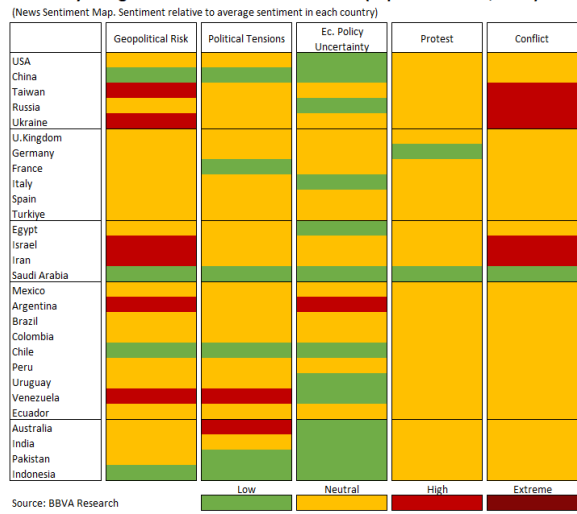 (News Sentiment Map. Sentiment relative to average sentiment in each country)
Geopolitical Risk Political Tensions Ec. Policy Uncertainty Protest Conflict
USA
China
Taiwan
Russia
Ukraine
U.Kingdom
Germany
France
Italy
Spain
Turkiye
Egypt
Israel
Iran
Saudi Arabia
Mexico
Argentina
Brazil
Colombia
Chile
Peru
Uruguay
Venezuela
Ecuador
Australia
India
Pakistan
Indonesia
Low Neutral High Extreme
Source: BBVA Research